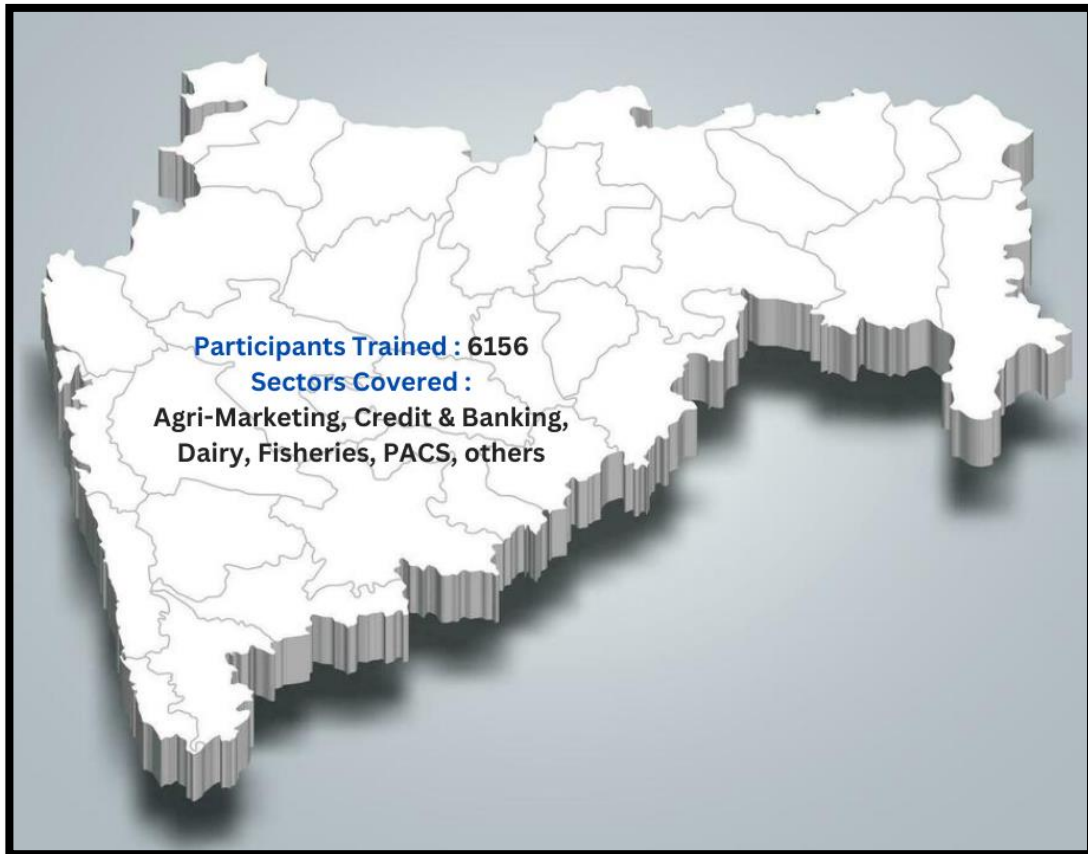 Participants Trained : 6156
Sectors Covered :
Agri-Marketing, Credit & Banking,
Dairy, Fisheries, PACS, others